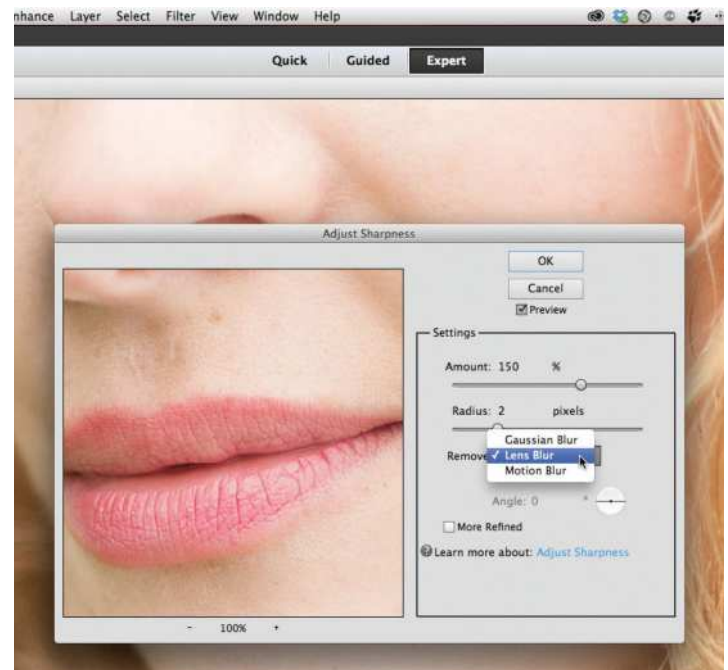 nhance Layer Select Filter View Window Help
Quick Guided Expert
Adjust Sharpness
OK
Cancel
Preview
Settings
Amount: 150 %
Radius: 2 pixels
Gaussian Blur
Remove ✓ Lens Blur
Motion Blur
Angle: 0 °
More Refined
Learn more about: Adjust Sharpness
- 100% +